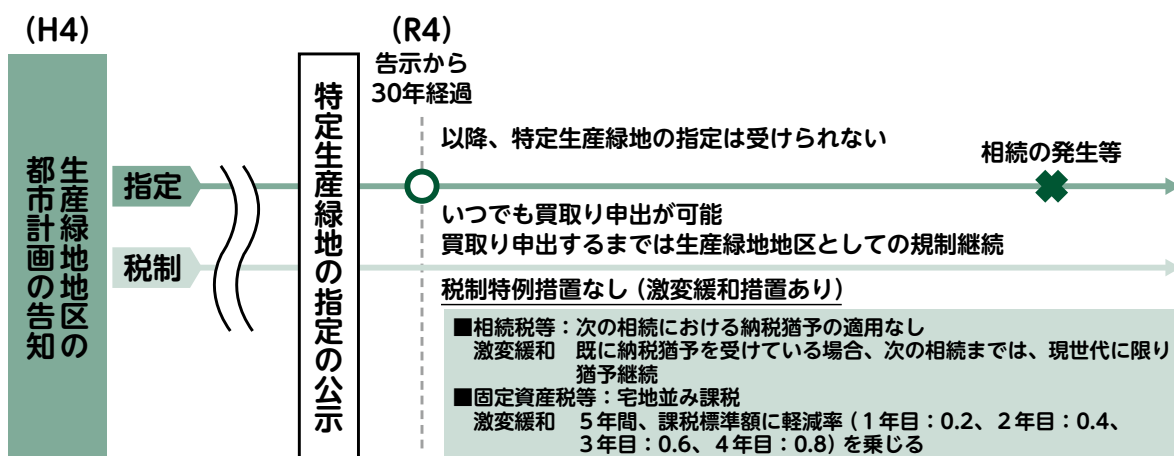 (H4)
生産緑地地区の
都市計画の告知
指定
税制
特定生産緑地の指定の公示
(R4)
告示から
30年経過
以降、特定生産緑地の指定は受けられない
相続の発生等
いつでも買取り申出が可能
買取り申出するまでは生産緑地地区としての規制継続
税制特例措置なし（激変緩和措置あり）
■相続税等：次の相続における納税猶予の適用なし
激変緩和　既に納税猶予を受けている場合、次の相続までは、現世代に限り
猶予継続
■固定資産税等：宅地並み課税
激変緩和　５年間、課税標準額に軽減率（１年目：0.2、２年目：0.4、
３年目：0.6、４年目：0.8）を乗じる